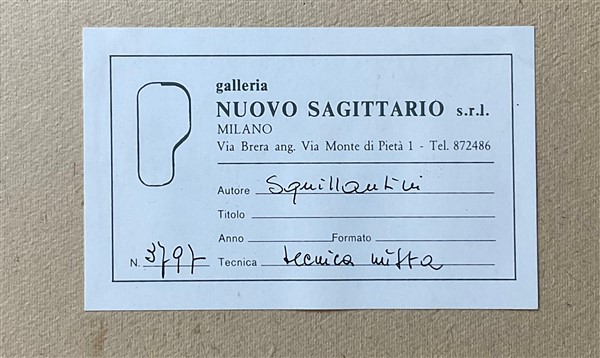 galleria
NUOVO SAGITTARIO s.r.l.
MILANO
Via Brera ang. Via Monte di Pietà 1 - Tel. 872486
Autore Squillantini
Titolo
Anno Formato
N. 3797 Tecnica tecnica mista